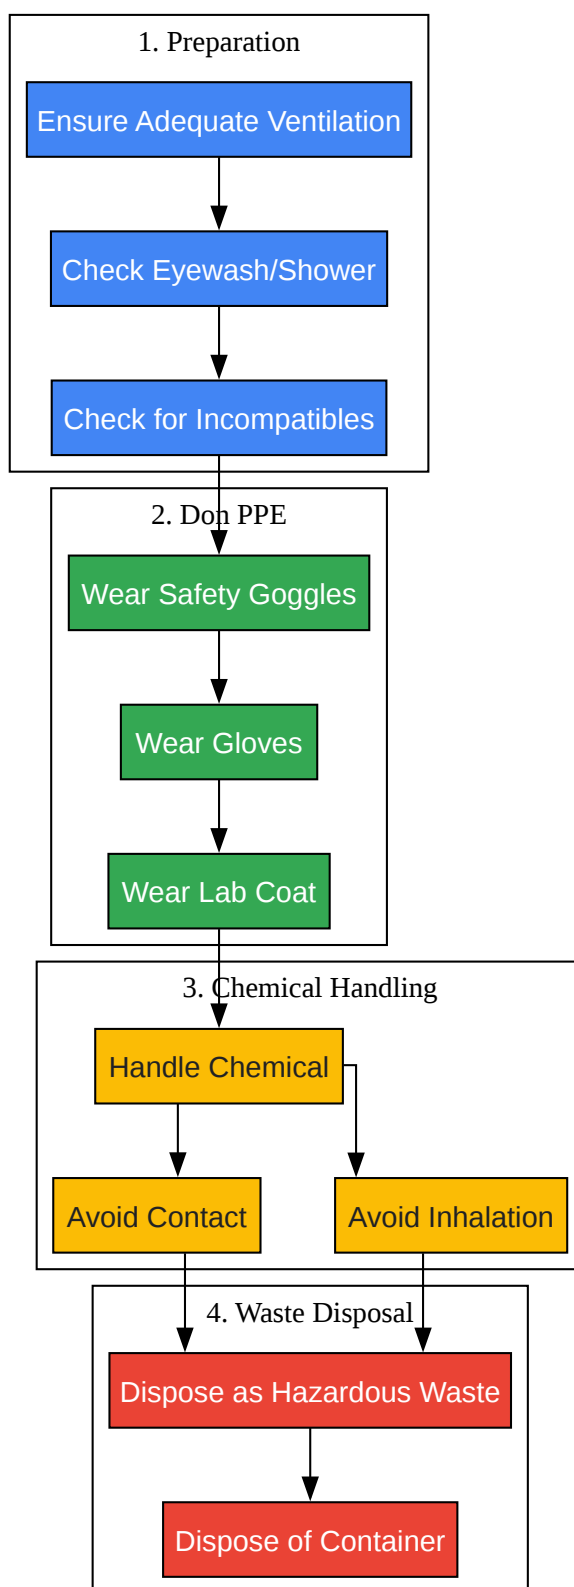 1. Preparation
Ensure Adequate Ventilation
Check Eyewash/Shower
Check for Incompatibles
2. Don PPE
Wear Safety Goggles
Wear Gloves
Wear Lab Coat
3. Chemical Handling
Handle Chemical
Avoid Contact
Avoid Inhalation
4. Waste Disposal
Dispose as Hazardous Waste
Dispose of Container